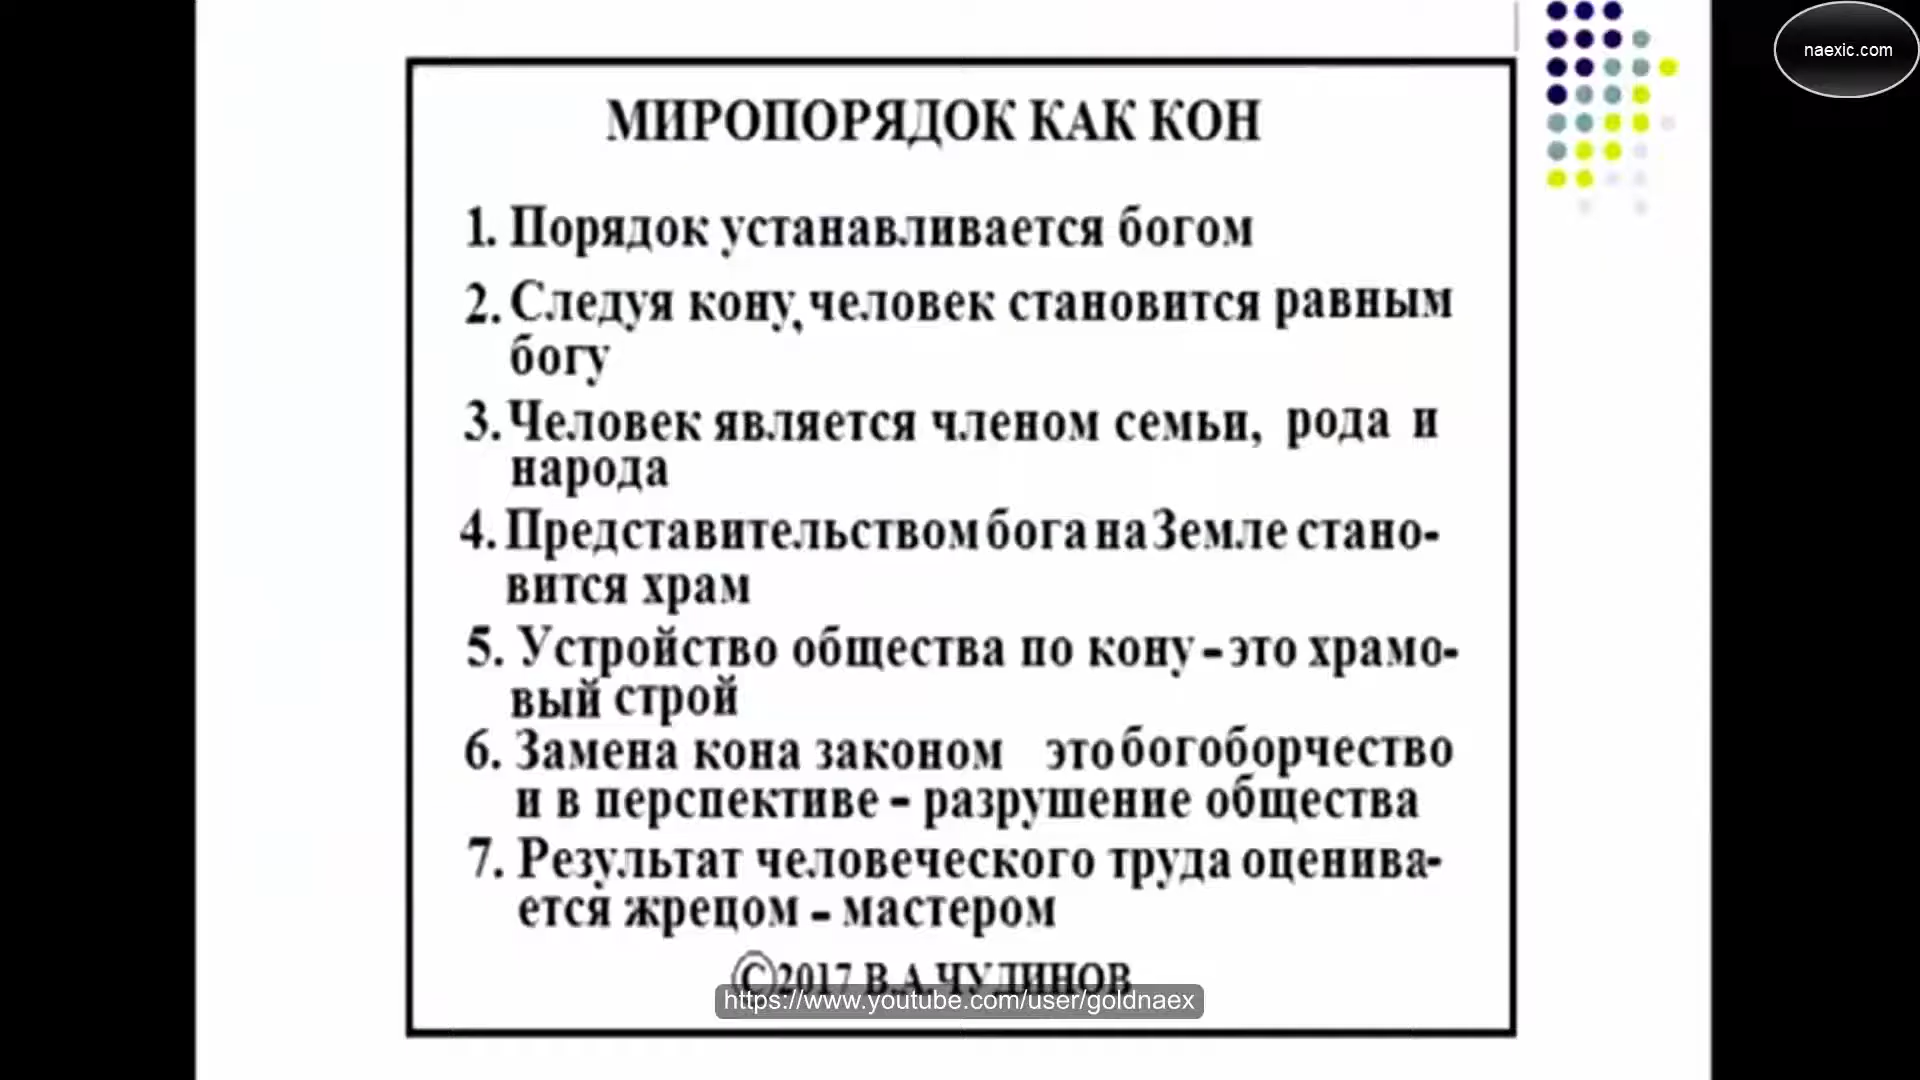 naexic.com
МИРОПОРЯДОК КАК КОН
1. Порядок устанавливается богом
2. Следуя кону, человек становится равным
богу
3. Человек является членом семьи, рода и
народа
4. Представительством бога на Земле стано-
вится храм
5. Устройство общества по кону - это храмо-
вый строй
6. Замена кона законом это богоборчество
и в перспективе - разрушение общества
7. Результат человеческого труда оценива-
ется жрецом - мастером
©2017 В.А.ЧУДИНОВ
https://www.youtube.com/user/goldnaex